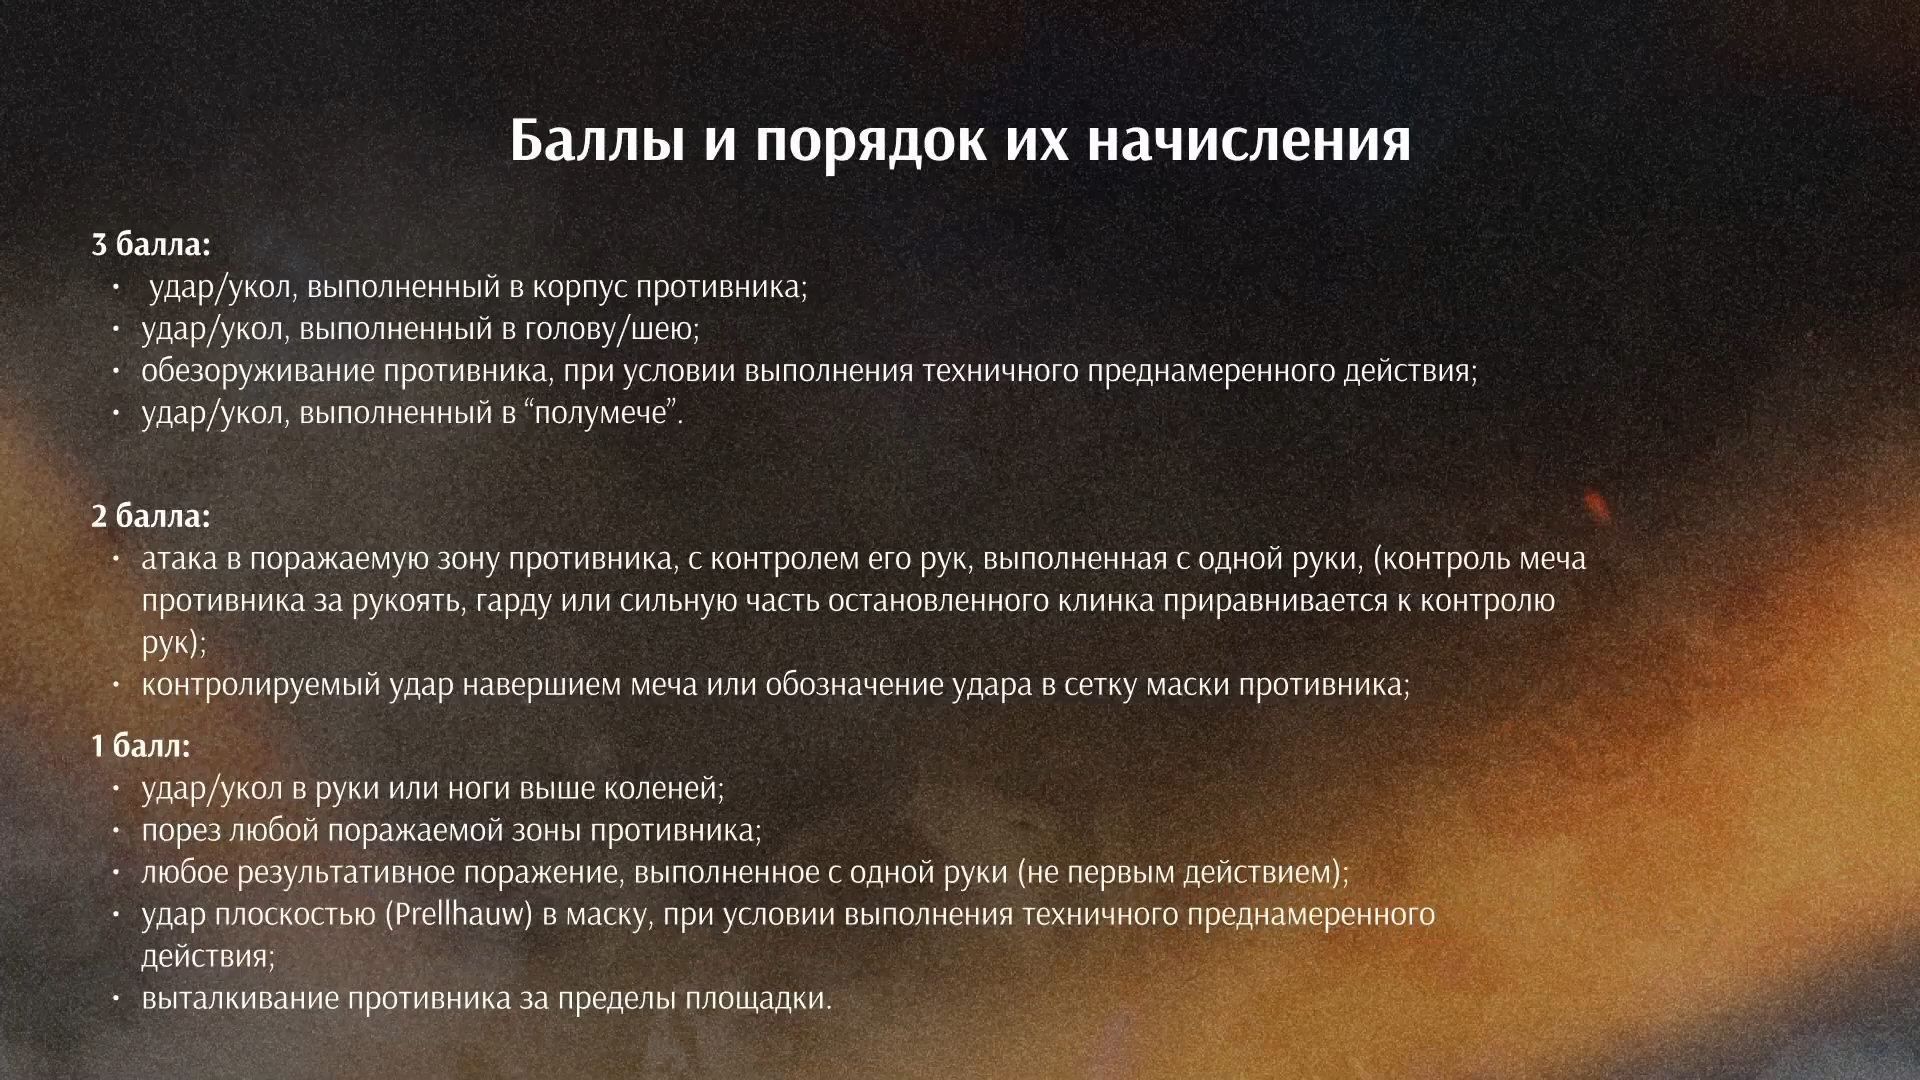 Баллы и порядок их начисления
3 балла:
• удар/укол, выполненный в корпус противника;
• удар/укол, выполненный в голову/шею;
• обезоруживание противника, при условии выполнения техничного преднамеренного действия;
• удар/укол, выполненный в “полумече”.
2 балла:
• атака в поражаемую зону противника, с контролем его рук, выполненная с одной руки, (контроль меча
противника за рукоять, гарду или сильную часть остановленного клинка приравнивается к контролю
рук);
• контролируемый удар навершием меча или обозначение удара в сетку маски противника;
1 балл:
• удар/укол в руки или ноги выше коленей;
• порез любой поражаемой зоны противника;
• любое результативное поражение, выполненное с одной руки (не первым действием);
• удар плоскостью (Prellhauw) в маску, при условии выполнения техничного преднамеренного
действия;
• выталкивание противника за пределы площадки.